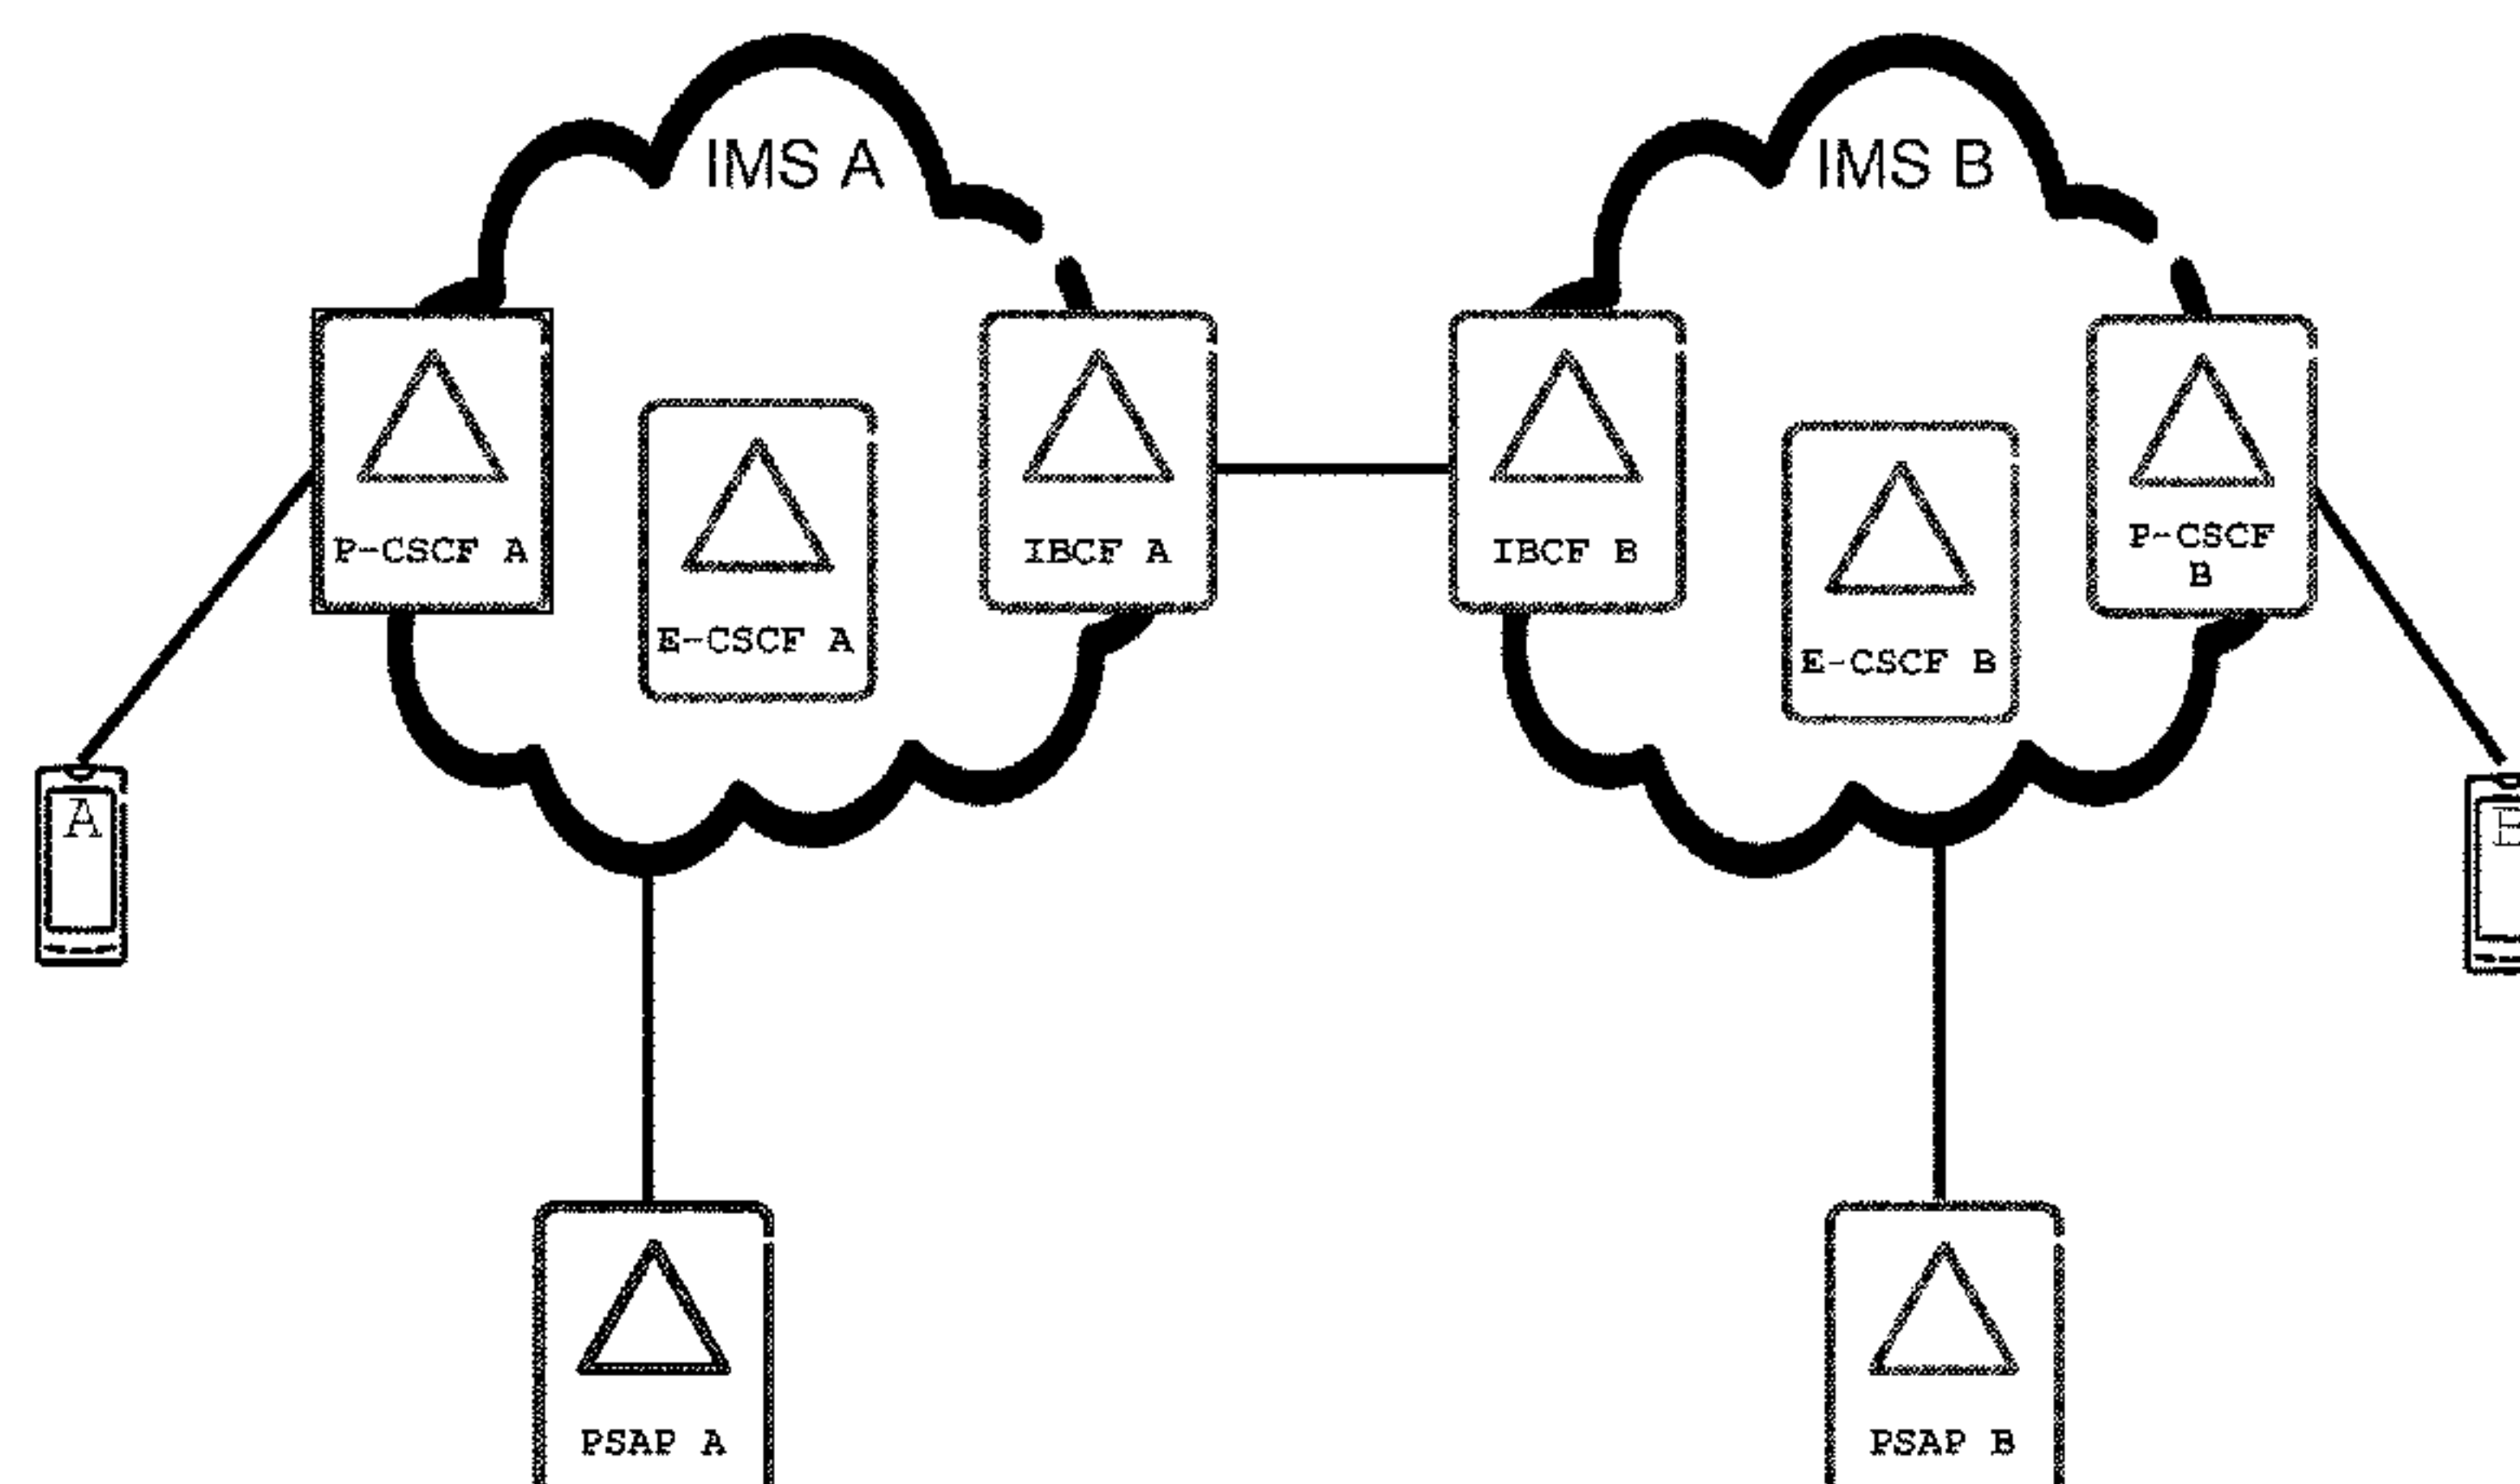 IMS A
IMS B
P-CSCF A
E-CSCF A
IBCF A
IBCF B
E-CSCF B
P-CSCF
B
A
PSAP A
PSAP B